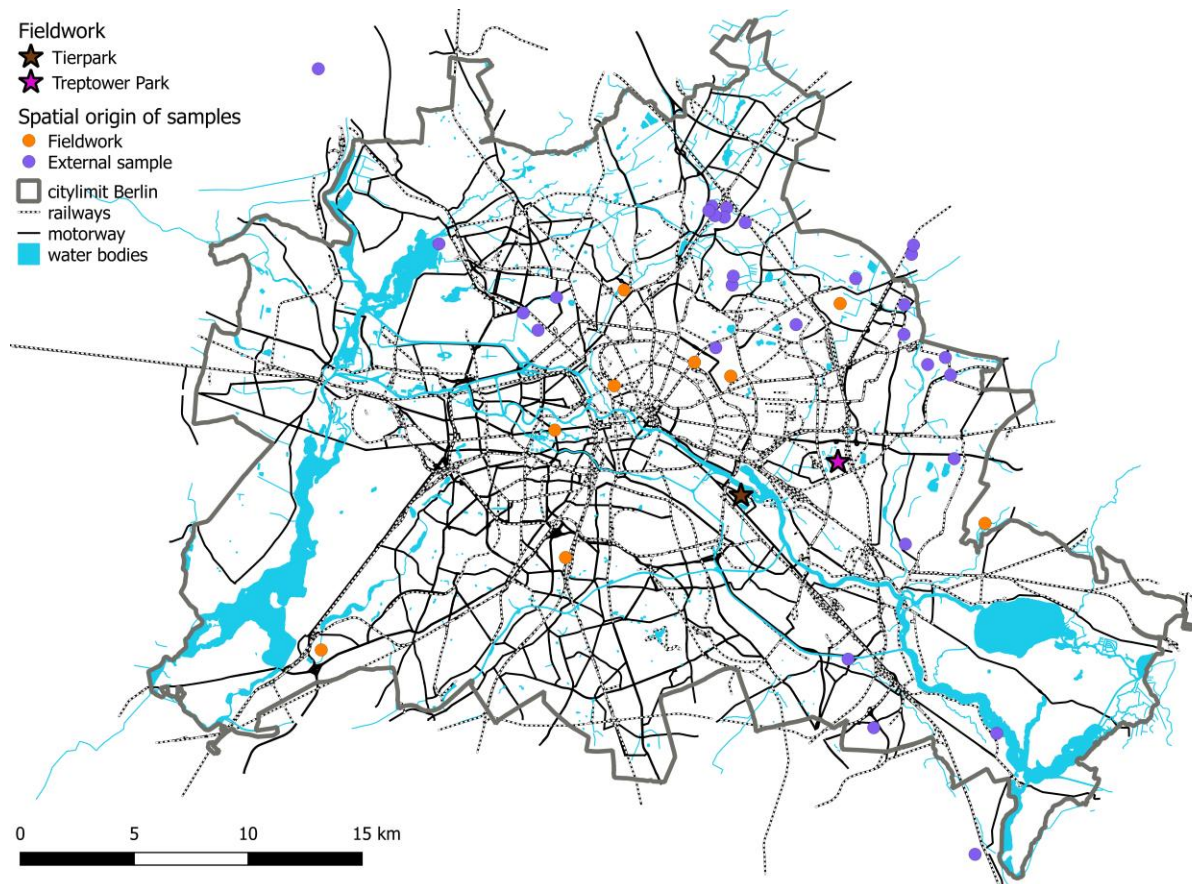 Fieldwork
Tierpark
Treptower Park
Spatial origin of samples
Fieldwork
External sample
citylimit Berlin
railways
motorway
water bodies
0 5 10 15 km